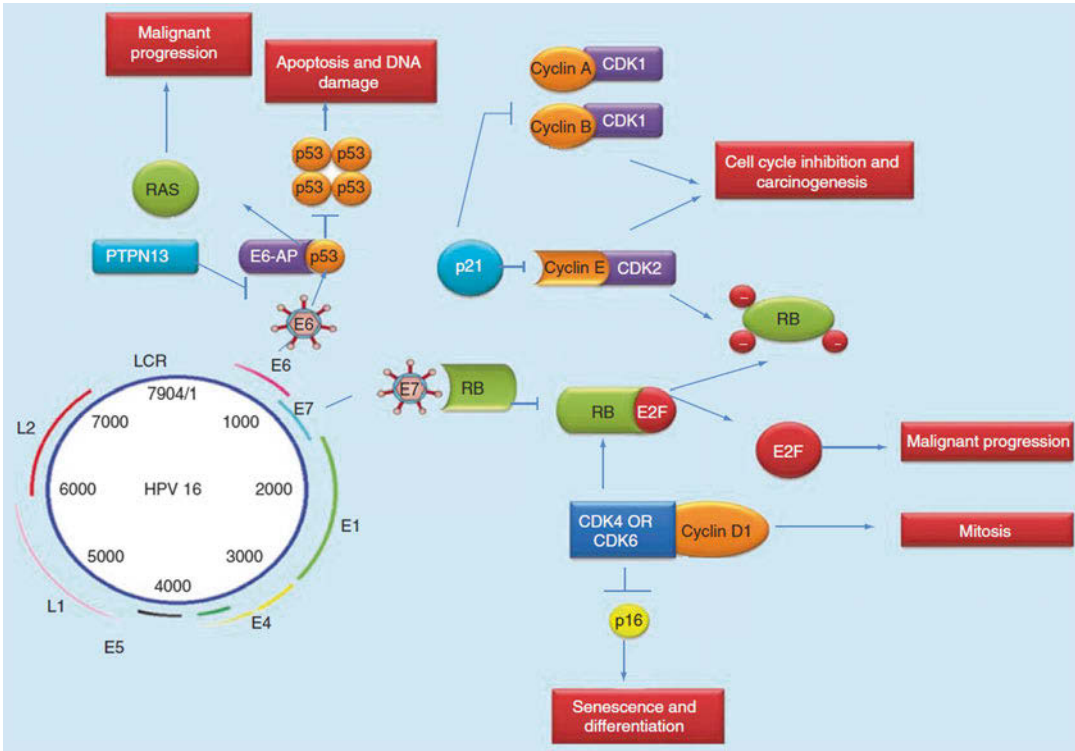 Malignant
progression
Apoptosis and DNA
damage
Cyclin A
CDK1
Cyclin B
CDK1
Cell cycle inhibition and
carcinogenesis
p53
p53
p53
p53
RAS
PTPN13
E6-AP
p53
p21
Cyclin E
CDK2
E6
–
RB
–
–
LCR
E6
E7
RB
7904/1
E7
RB
E2F
L2
7000
1000
E2F
Malignant progression
6000
HPV 16
2000
E1
CDK4 OR
CDK6
Cyclin D1
Mitosis
5000
3000
4000
L1
E4
E5
p16
Senescence and
differentiation